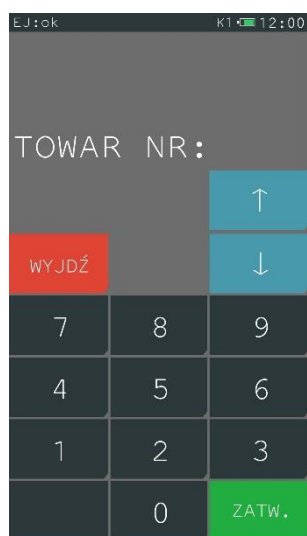 EJ:ok K1 12:00
TOWAR NR:
↑
WYJDŹ ↓
7 8 9
4 5 6
1 2 3
0 ZATW.